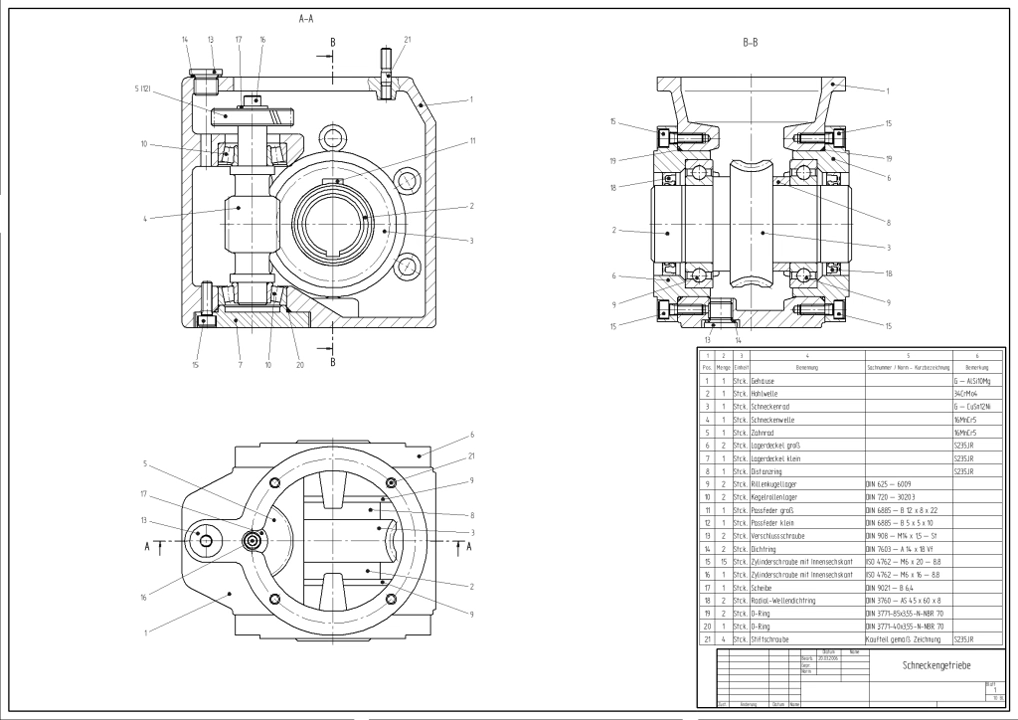 A-A
14
13
17
16
B
21
5 (12)
1
10
11
4
2
3
15
7
10
20
B
B-B
1
15
15
19
19
18
6
2
8
3
6
18
9
9
15
15
13
14
5
6
17
21
13
9
8
3
A
A
2
16
9
1
1 2 3 4 5 6
Pos. Menge Einheit Benennung Sachnummer / Norm - Kurzbezeichnung Bemerkung
1 1 Stck. Gehäuse G - AlSi10Mg
2 1 Stck. Hohlwelle 34CrMo4
3 1 Stck. Schneckenrad G - CuSn12Ni
4 1 Stck. Schneckenwelle 16MnCr5
5 1 Stck. Zahnrad 16MnCr5
6 2 Stck. Lagerdeckel groß S235JR
7 1 Stck. Lagerdeckel klein S235JR
8 1 Stck. Distanzring S235JR
9 2 Stck. Rillenkugellager DIN 625 - 6009
10 2 Stck. Kegelrollenlager DIN 720 - 30203
11 1 Stck. Passfeder groß DIN 6885 - B 12 x 8 x 22
12 1 Stck. Passfeder klein DIN 6885 - B 5 x 5 x 10
13 2 Stck. Verschlussschraube DIN 908 - M14 x 1,5 - St
14 2 Stck. Dichtring DIN 7603 - A 14 x 18 Vf
15 15 Stck. Zylinderschraube mit Innensechskant ISO 4762 - M6 x 20 - 8.8
16 1 Stck. Zylinderschraube mit Innensechskant ISO 4762 - M6 x 16 - 8.8
17 1 Stck. Scheibe DIN 9021 - B 6,4
18 2 Stck. Radial-Wellendichtring DIN 3760 - AS 45 x 60 x 8
19 2 Stck. O-Ring DIN 3771-85x3,55-N-NBR 70
20 1 Stck. O-Ring DIN 3771-40x3,55-N-NBR 70
21 4 Stck. Stiftschraube Kaufteil gemäß Zeichnung S235JR
Datum Name
Bearb. 20.03.2006
Gepr.
Norm
Schneckengetriebe
Blatt
1
Zust. Änderung Datum Name